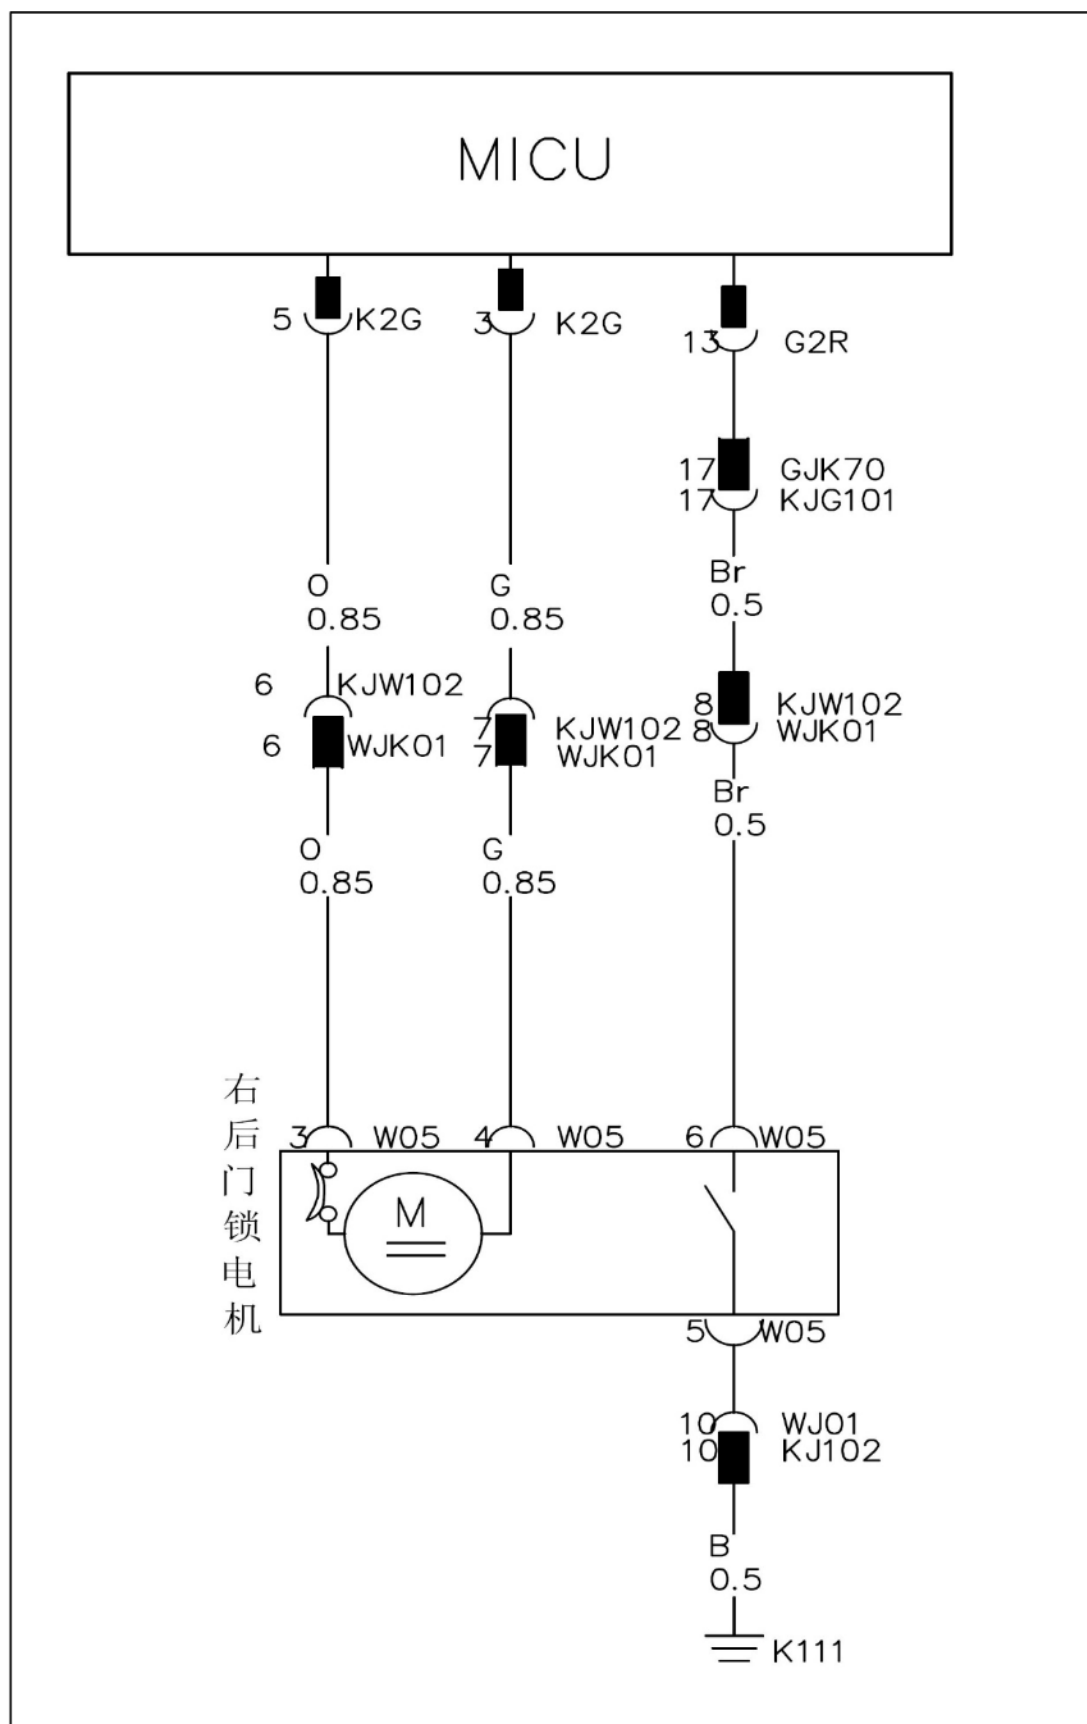 MICU
5 K2G
3 K2G
13 G2R
17 GJK70
17 KJG101
Br
0.5
O
0.85
G
0.85
6 KJW102
6 WJK01
7 KJW102
7 WJK01
8 KJW102
8 WJK01
Br
0.5
O
0.85
G
0.85
右后门锁电机
3 W05
4 W05
6 W05
M
5 W05
10 WJ01
10 KJ102
B
0.5
K111